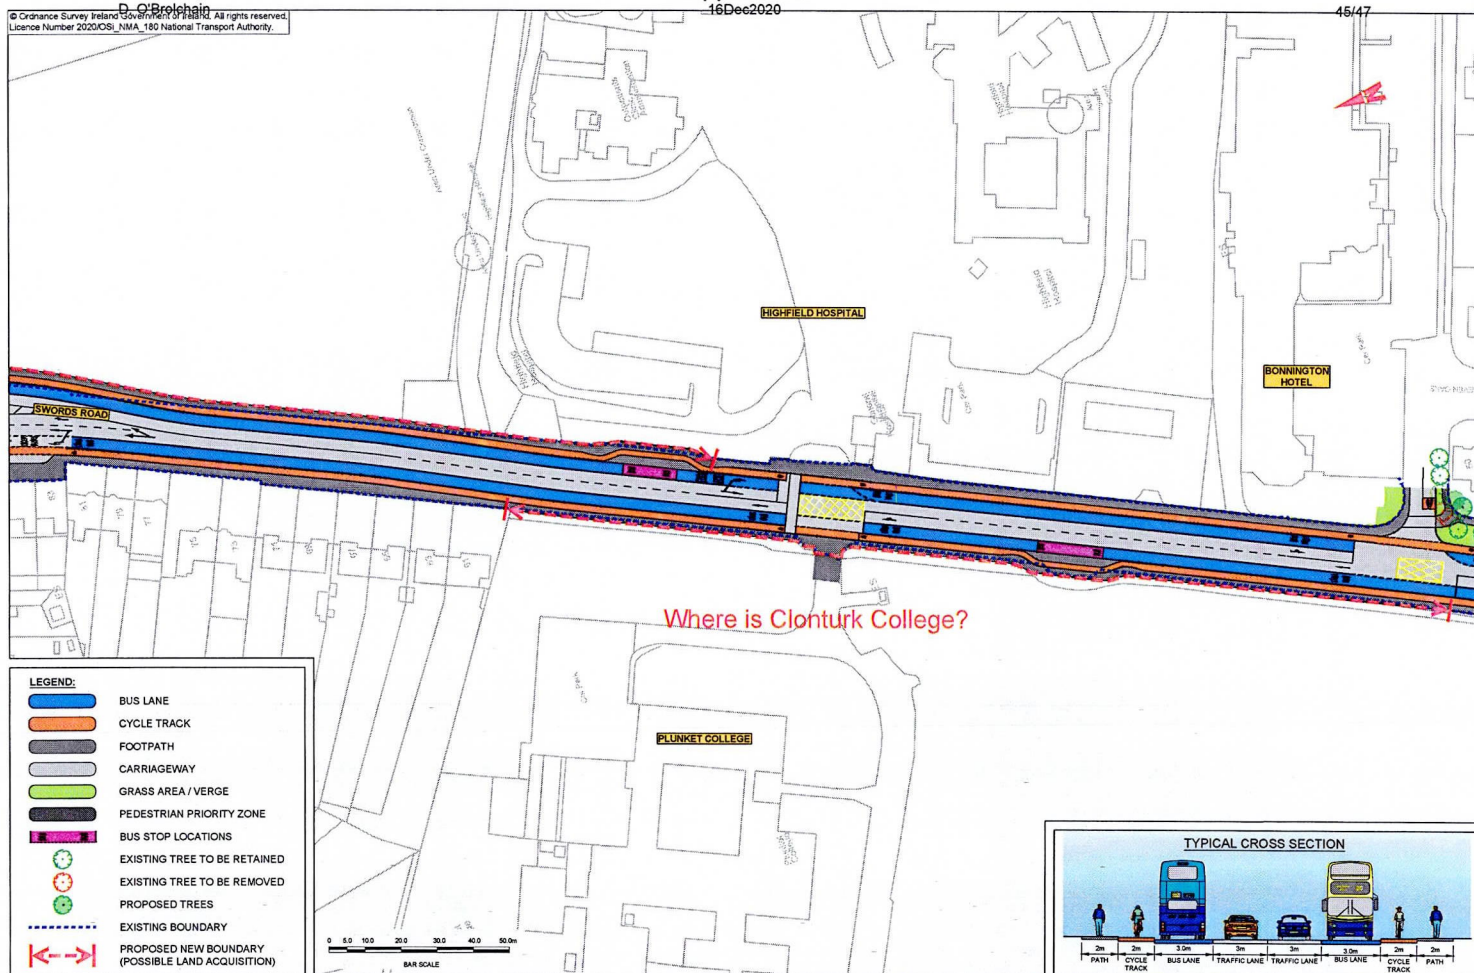 D. O'Brolchain
16Dec2020
45/47
© Ordnance Survey Ireland Government of Ireland. All rights reserved.
Licence Number 2020/OSi_NMA_180 National Transport Authority.
HIGHFIELD HOSPITAL
BONNINGTON
HOTEL
SWORDS ROAD
Where is Clonturk College?
PLUNKET COLLEGE
Car Park
LEGEND:
BUS LANE
CYCLE TRACK
FOOTPATH
CARRIAGEWAY
GRASS AREA / VERGE
PEDESTRIAN PRIORITY ZONE
BUS STOP LOCATIONS
EXISTING TREE TO BE RETAINED
EXISTING TREE TO BE REMOVED
PROPOSED TREES
EXISTING BOUNDARY
PROPOSED NEW BOUNDARY
(POSSIBLE LAND ACQUISITION)
0 5.0 10.0 20.0 30.0 40.0 50.0m
BAR SCALE
TYPICAL CROSS SECTION
2m 2m 3.0m 3m 3m 3.0m 2m 2m
PATH CYCLE TRACK BUS LANE TRAFFIC LANE TRAFFIC LANE BUS LANE CYCLE TRACK PATH